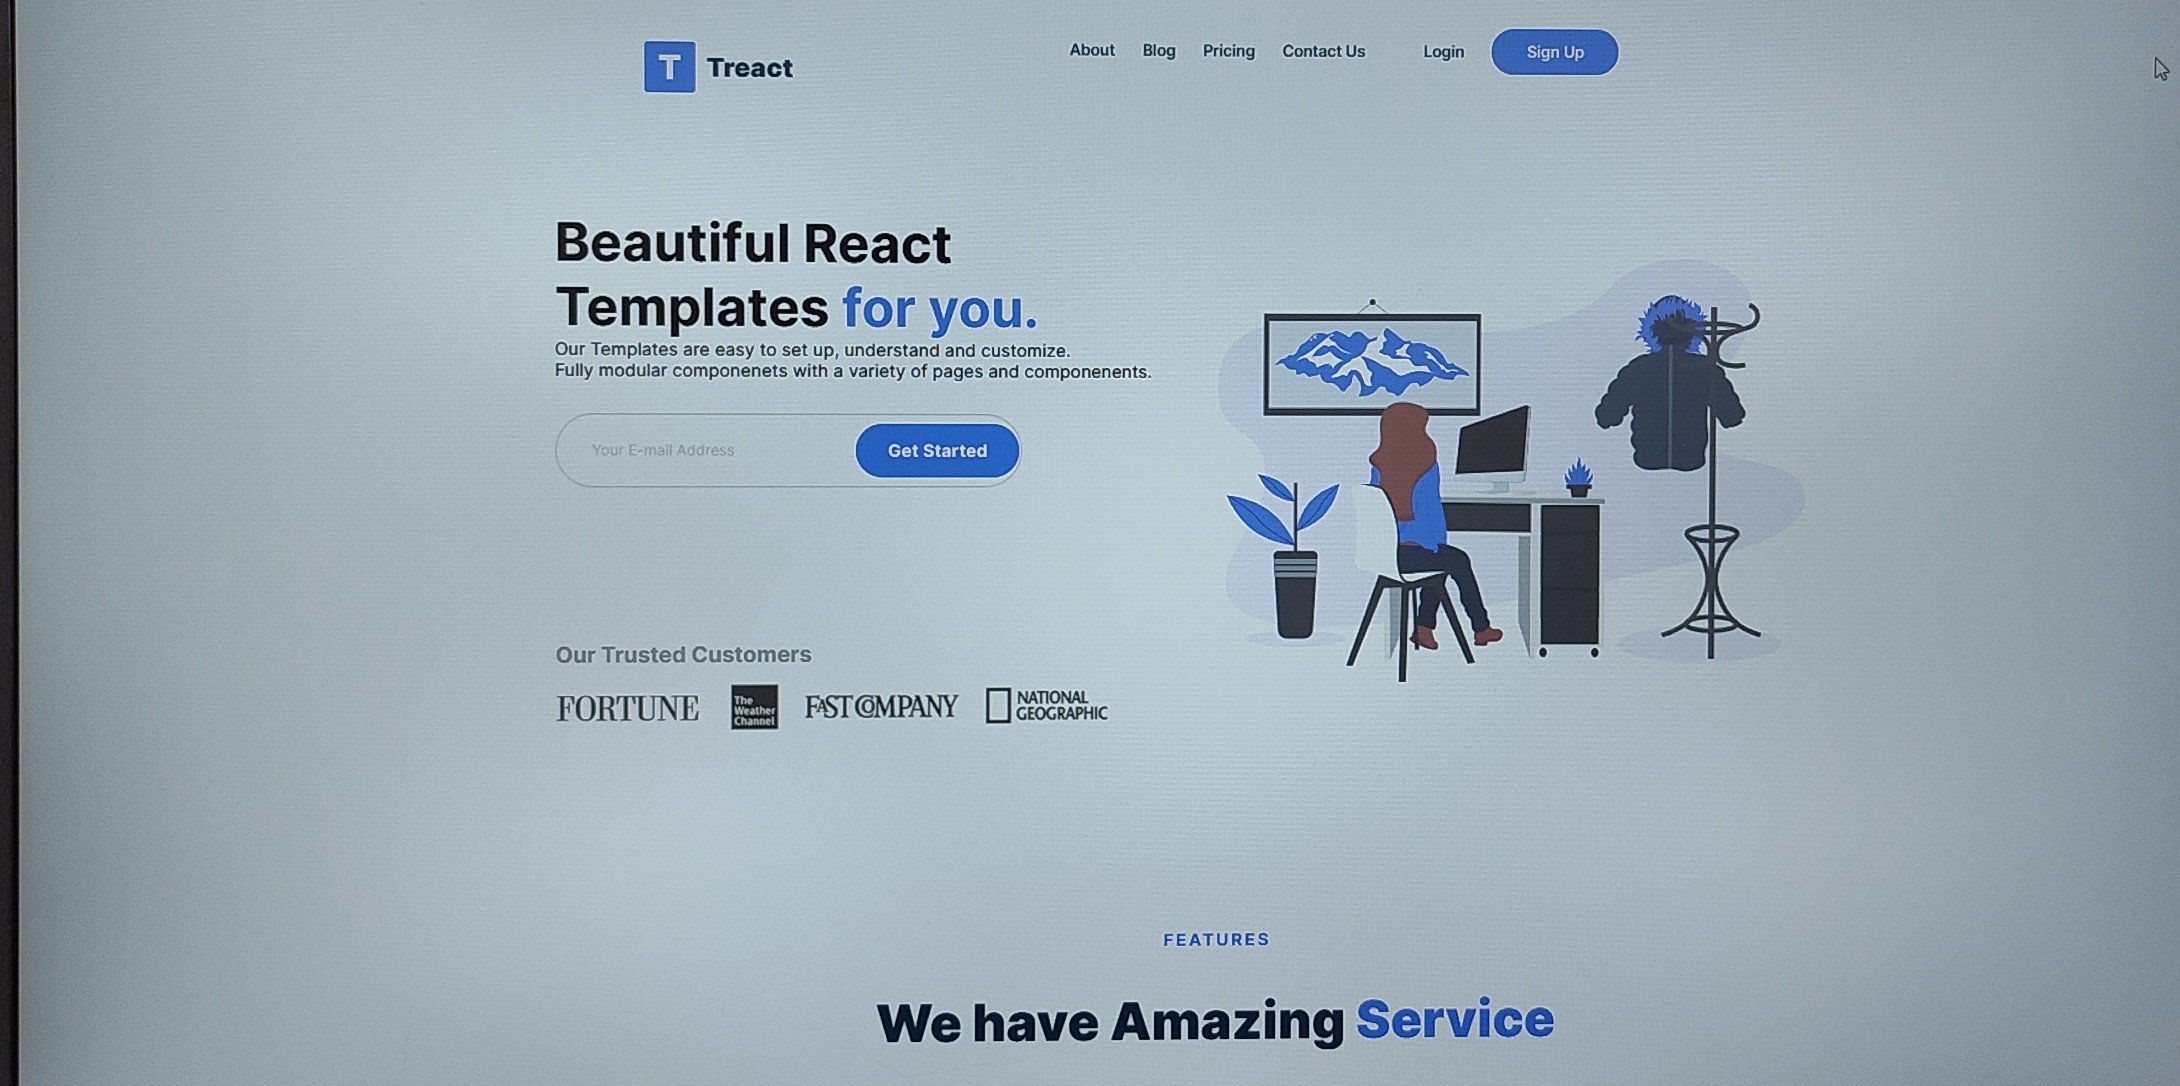 T Treact
About Blog Pricing Contact Us Login Sign Up
Beautiful React
Templates for you.
Our Templates are easy to set up, understand and customize.
Fully modular componenets with a variety of pages and componenents.
Your E-mail Address
Get Started
Our Trusted Customers
FORTUNE
The
Weather
Channel
FAST COMPANY
NATIONAL
GEOGRAPHIC
FEATURES
We have Amazing Service